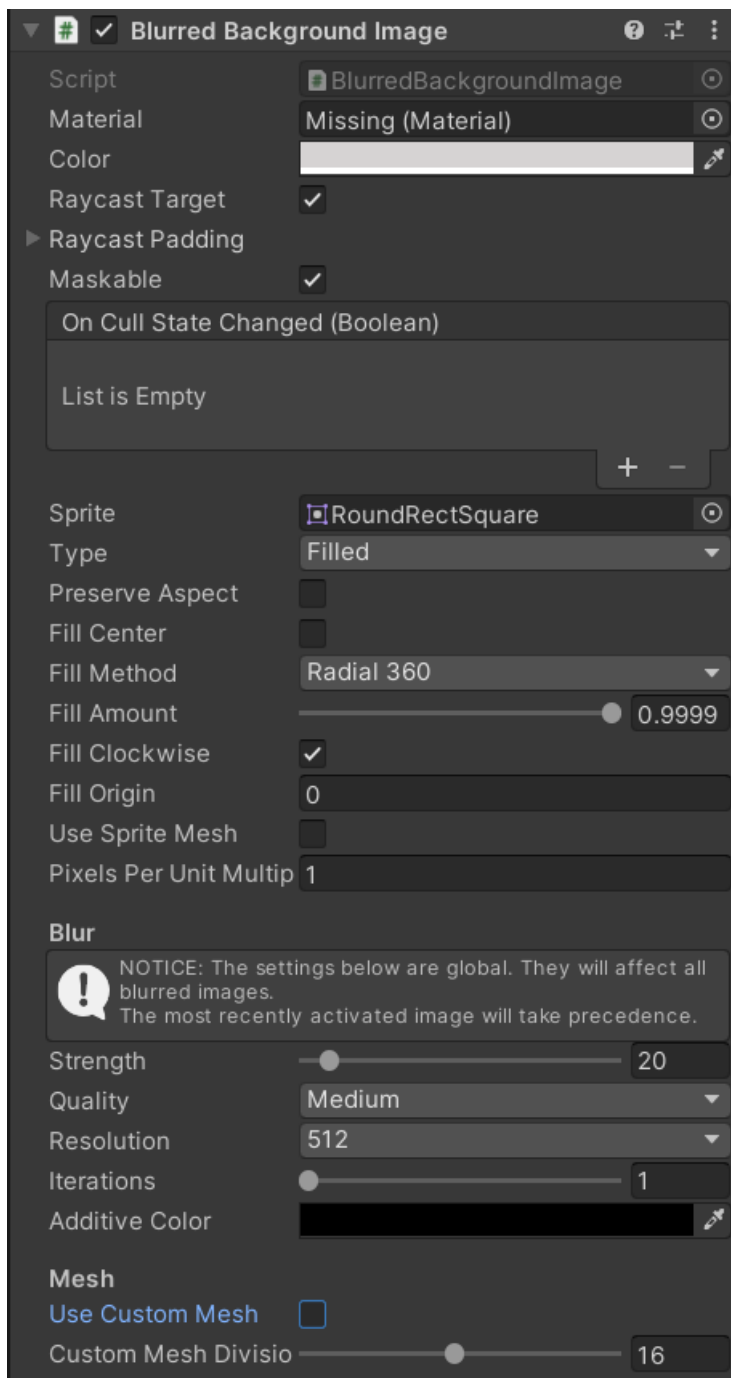 Blurred Background Image
Script BlurredBackgroundImage
Material Missing (Material)
Color
Raycast Target
Raycast Padding
Maskable
On Cull State Changed (Boolean)
List is Empty
+ −
Sprite RoundRectSquare
Type Filled
Preserve Aspect
Fill Center
Fill Method Radial 360
Fill Amount 0.9999
Fill Clockwise
Fill Origin 0
Use Sprite Mesh
Pixels Per Unit Multip 1
Blur
NOTICE: The settings below are global. They will affect all
blurred images.
The most recently activated image will take precedence.
Strength 20
Quality Medium
Resolution 512
Iterations 1
Additive Color
Mesh
Use Custom Mesh
Custom Mesh Divisio 16